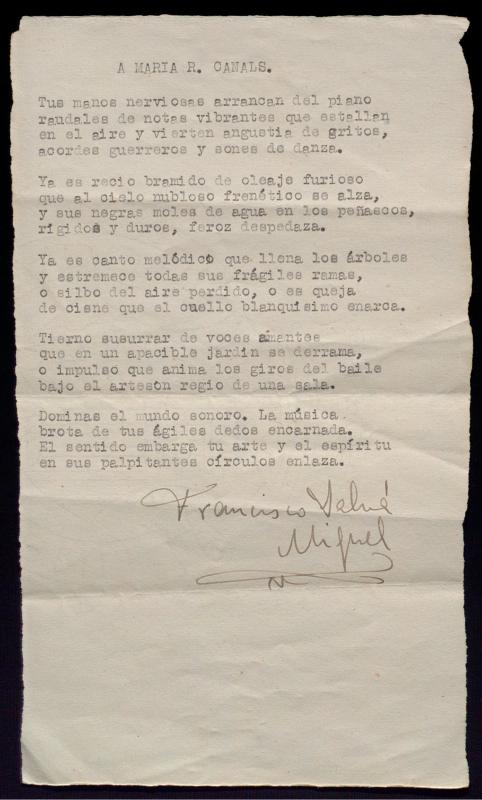 A MARIA R. CANALS.
Tus manos nerviosas arrancan del piano
raudales de notas vibrantes que estallan
en el aire y vierten angustia de gritos,
acordes guerreros y sones de danza.
Ya es recio bramido de oleaje furioso
que al cielo nubloso frenético se alza,
y sus negras moles de agua en los peñascos,
rígidos y duros, feroz despedaza.
Ya es canto melódico que llena los árboles
y estremece todas sus frágiles ramas,
o silbo del aire perdido, o es queja
de cisne que el cuello blanquisimo enarca.
Tierno susurrar de voces amantes
que en un apacible jardin se derrama,
o impulso que anima los giros del baile
bajo el artesón regio de una sala.
Dominas el mundo sonoro. La música
brota de tus ágiles dedos encarnada.
El sentido embarga tu arte y el espíritu
en sus palpitantes círculos enlaza.
Francisco Salvá
Miquel